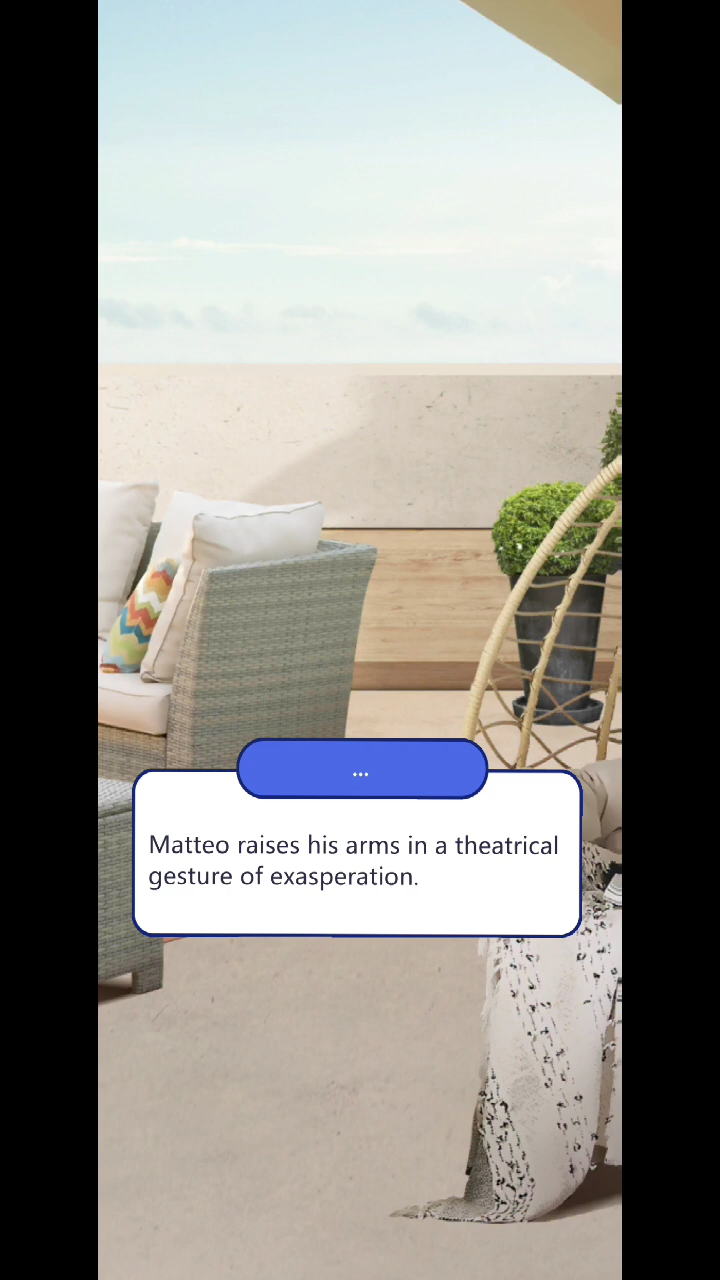 ...
Matteo raises his arms in a theatrical
gesture of exasperation.